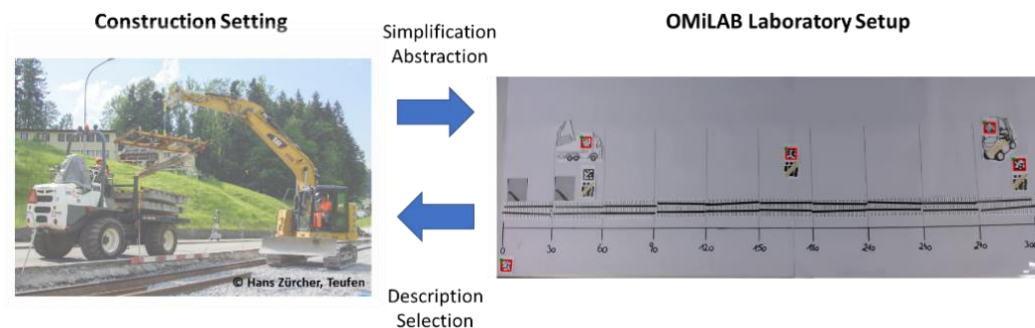 Construction Setting
Simplification
Abstraction
OMiLAB Laboratory Setup
© Hans Zürcher, Teufen
Description
Selection
0 30 60 90 120 150 180 210 240 270 300